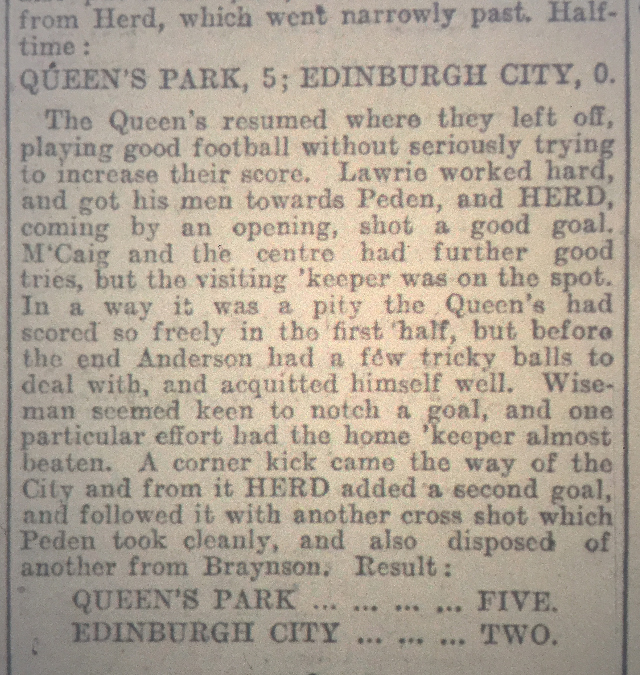 from Herd, which went narrowly past. Half-
time :
QUEEN'S PARK, 5; EDINBURGH CITY, 0.
The Queen's resumed where they left off,
playing good football without seriously trying
to increase their score. Lawrie worked hard,
and got his men towards Peden, and HERD,
coming by an opening, shot a good goal.
M'Caig and the centre had further good
tries, but the visiting 'keeper was on the spot.
In a way it was a pity the Queen's had
scored so freely in the first half, but before
the end Anderson had a few tricky balls to
deal with, and acquitted himself well. Wise-
man seemed keen to notch a goal, and one
particular effort had the home 'keeper almost
beaten. A corner kick came the way of the
City and from it HERD added a second goal,
and followed it with another cross shot which
Peden took cleanly, and also disposed of
another from Braynson. Result :
QUEEN'S PARK ... ... ... ... FIVE.
EDINBURGH CITY ... ... ... TWO.